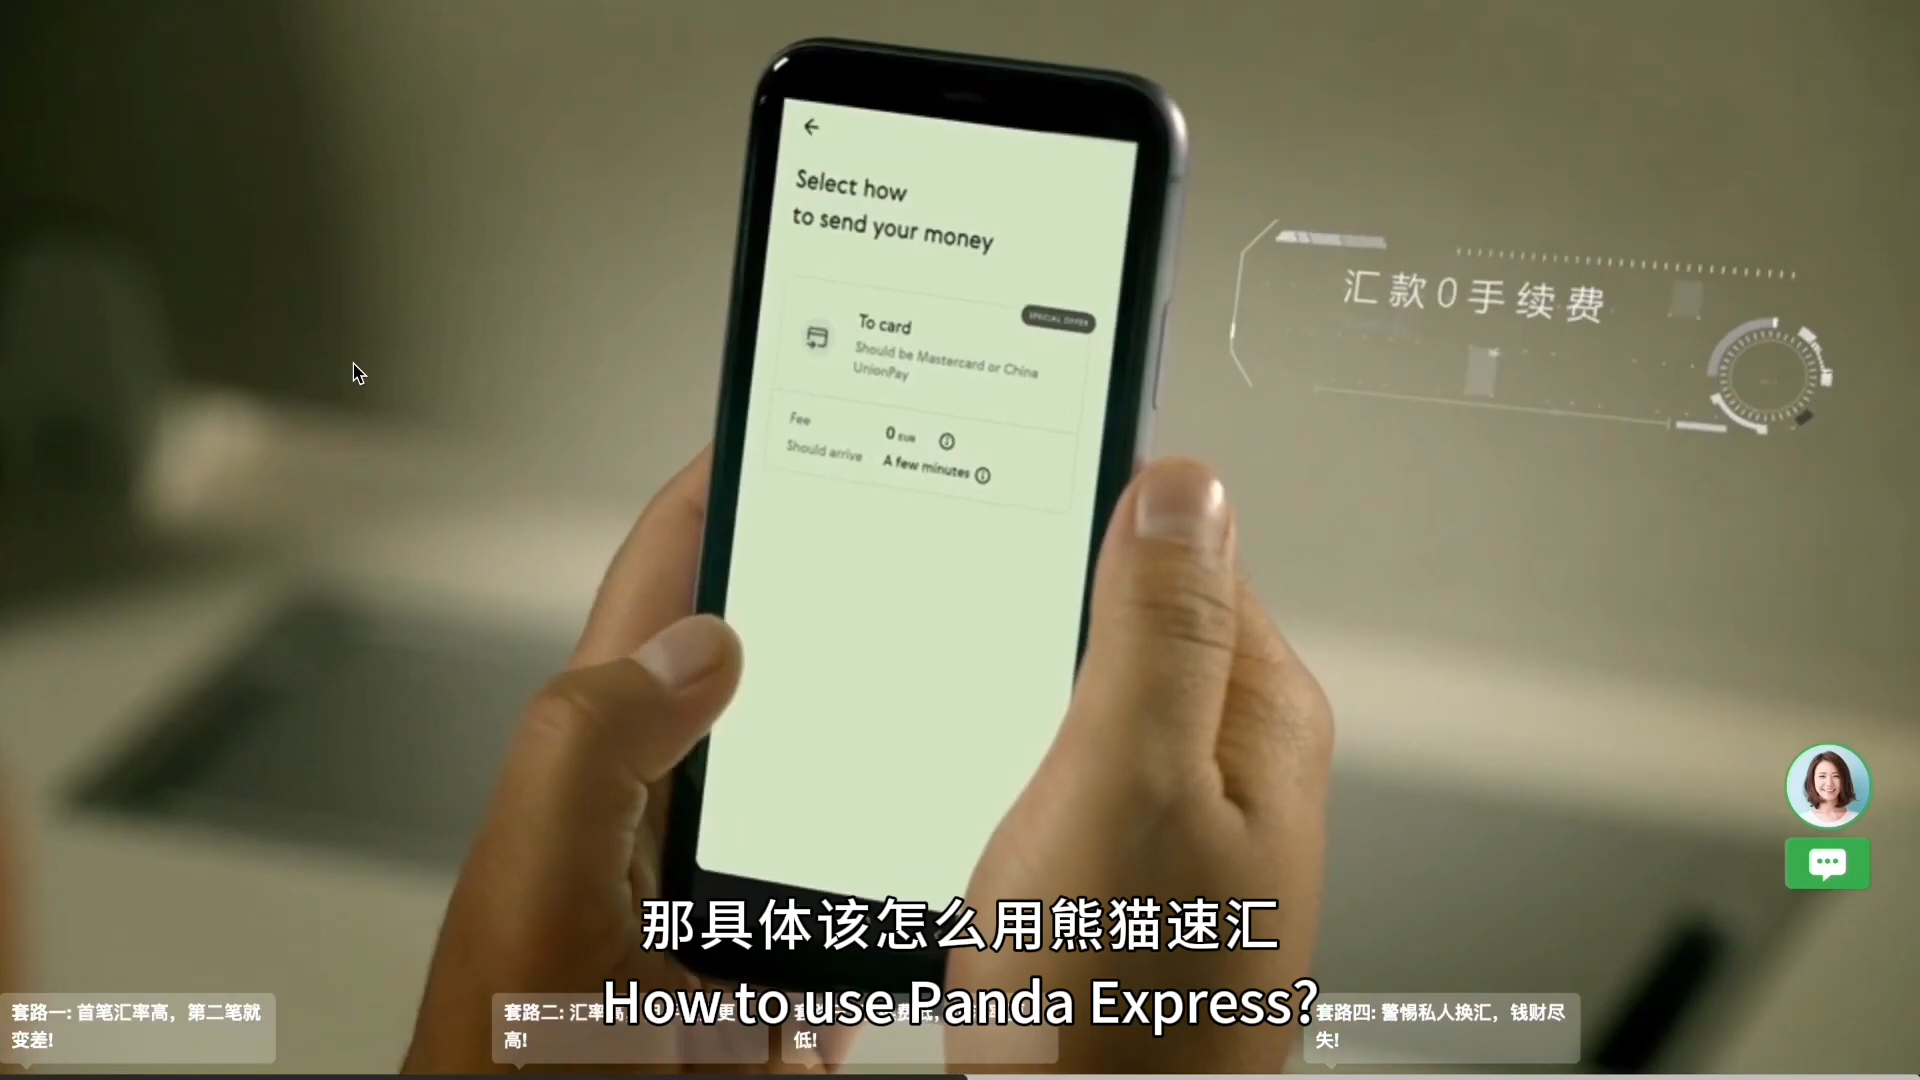 Select how
to send your money
SPECIAL OFFER
To card
Should be Mastercard or China
UnionPay
Fee
0 EUR
Should arrive
A few minutes
汇款0手续费
那具体该怎么用熊猫速汇
How to use Panda Express?
套路一: 首笔汇率高，第二笔就
变差!
套路二: 汇率
更
高!
费
低!
套路四: 警惕私人换汇，钱财尽
失!